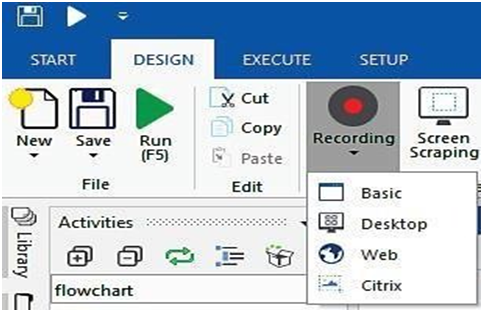 START DESIGN EXECUTE SETUP
New
Save
Run
(F5)
File
Cut
Copy
Paste
Edit
Recording
Screen
Scraping
Basic
Desktop
Web
Citrix
Library
Activities
flowchart